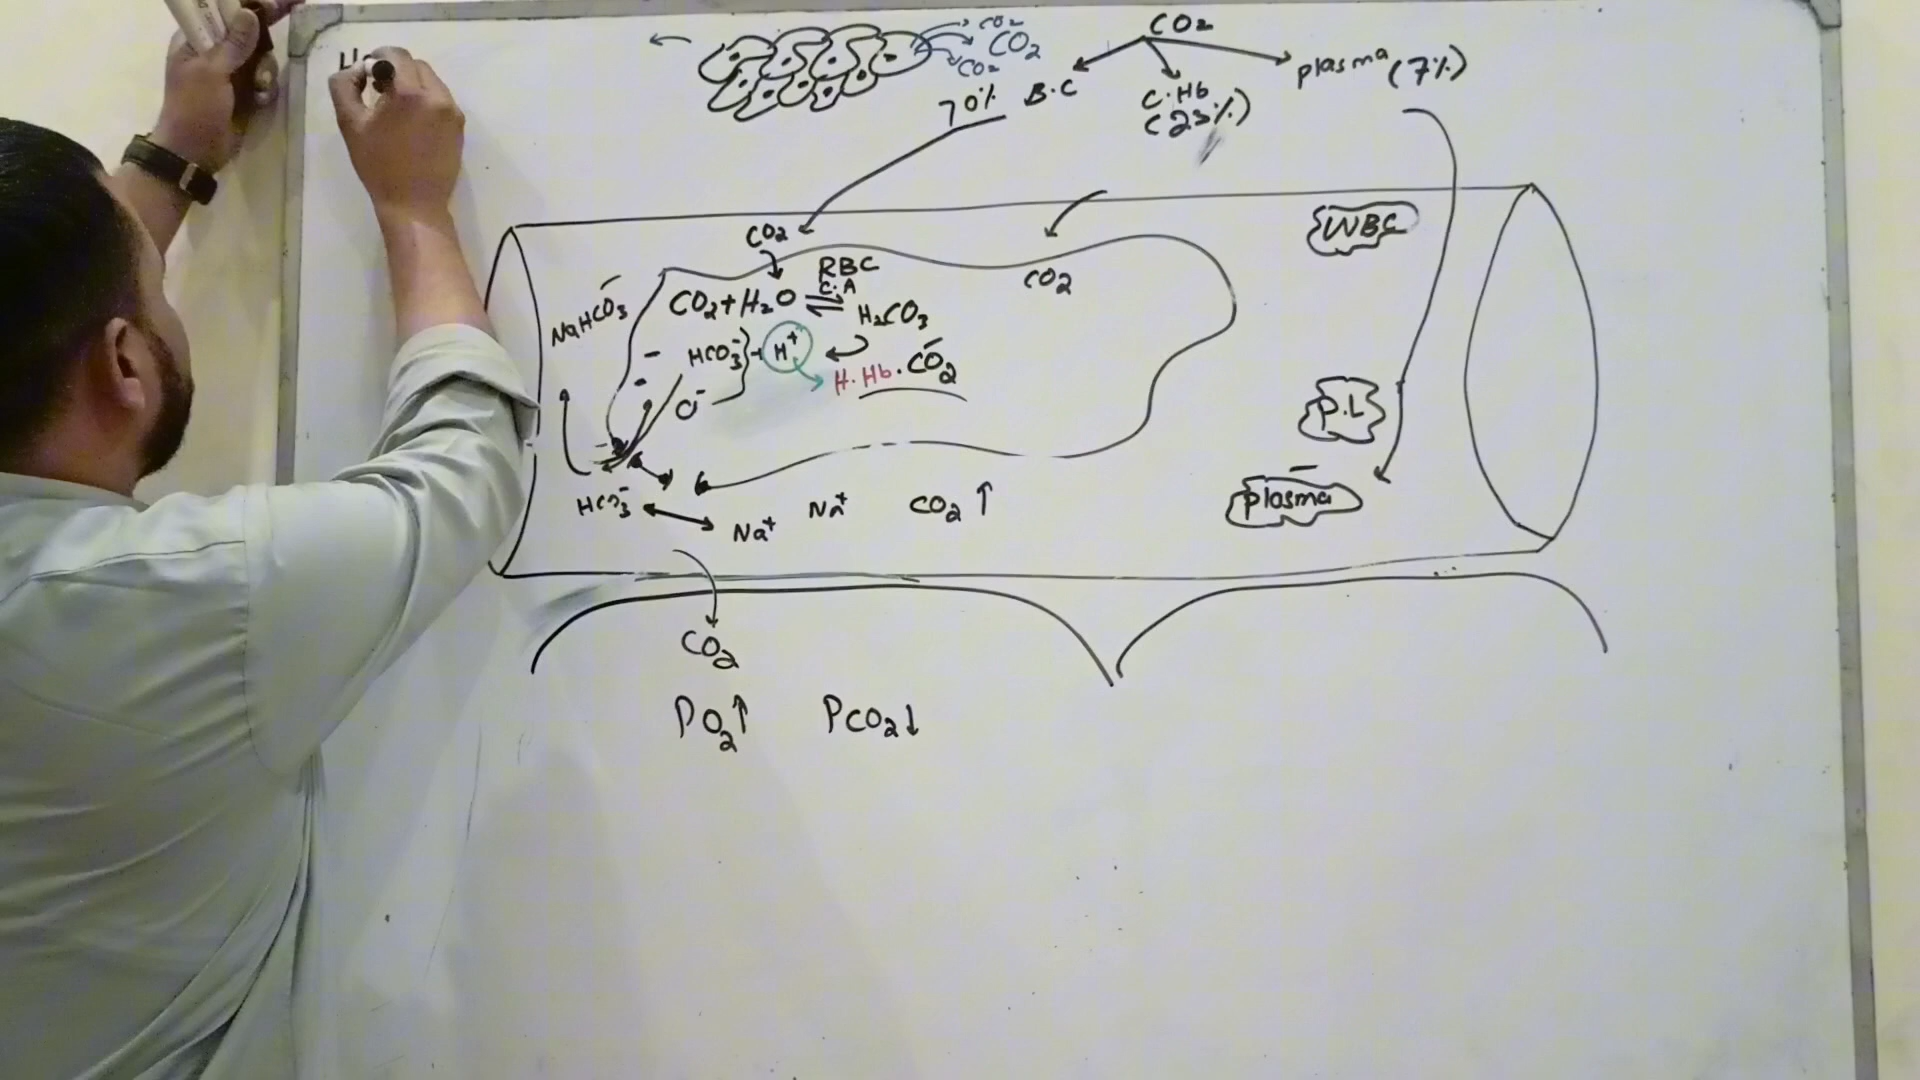 CO2
CO2
CO2
CO2
plasma (7%)
70% B.C
C.Hb
(23%)
WBC
CO2
RBC
C.A
CO2
CO2+H2O ⇌ H2CO3
NaHCO3-
HCO3- + H+
H.Hb.CO2-
P.L
plasma
HCO3- ↔ Na+
Na+
CO2 ↑
CO2
PO2↑ PCO2↓